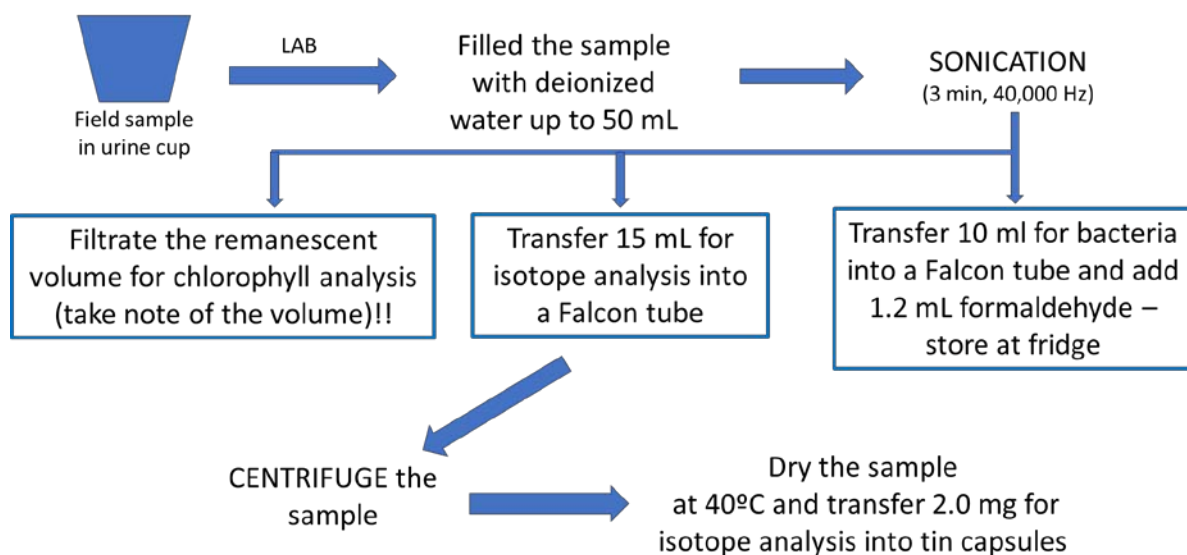 Field sample
in urine cup
LAB
Filled the sample
with deionized
water up to 50 mL
SONICATION
(3 min, 40,000 Hz)
Filtrate the remanescent
volume for chlorophyll analysis
(take note of the volume)!!
Transfer 15 mL for
isotope analysis into
a Falcon tube
Transfer 10 ml for bacteria
into a Falcon tube and add
1.2 mL formaldehyde –
store at fridge
CENTRIFUGE the
sample
Dry the sample
at 40ºC and transfer 2.0 mg for
isotope analysis into tin capsules